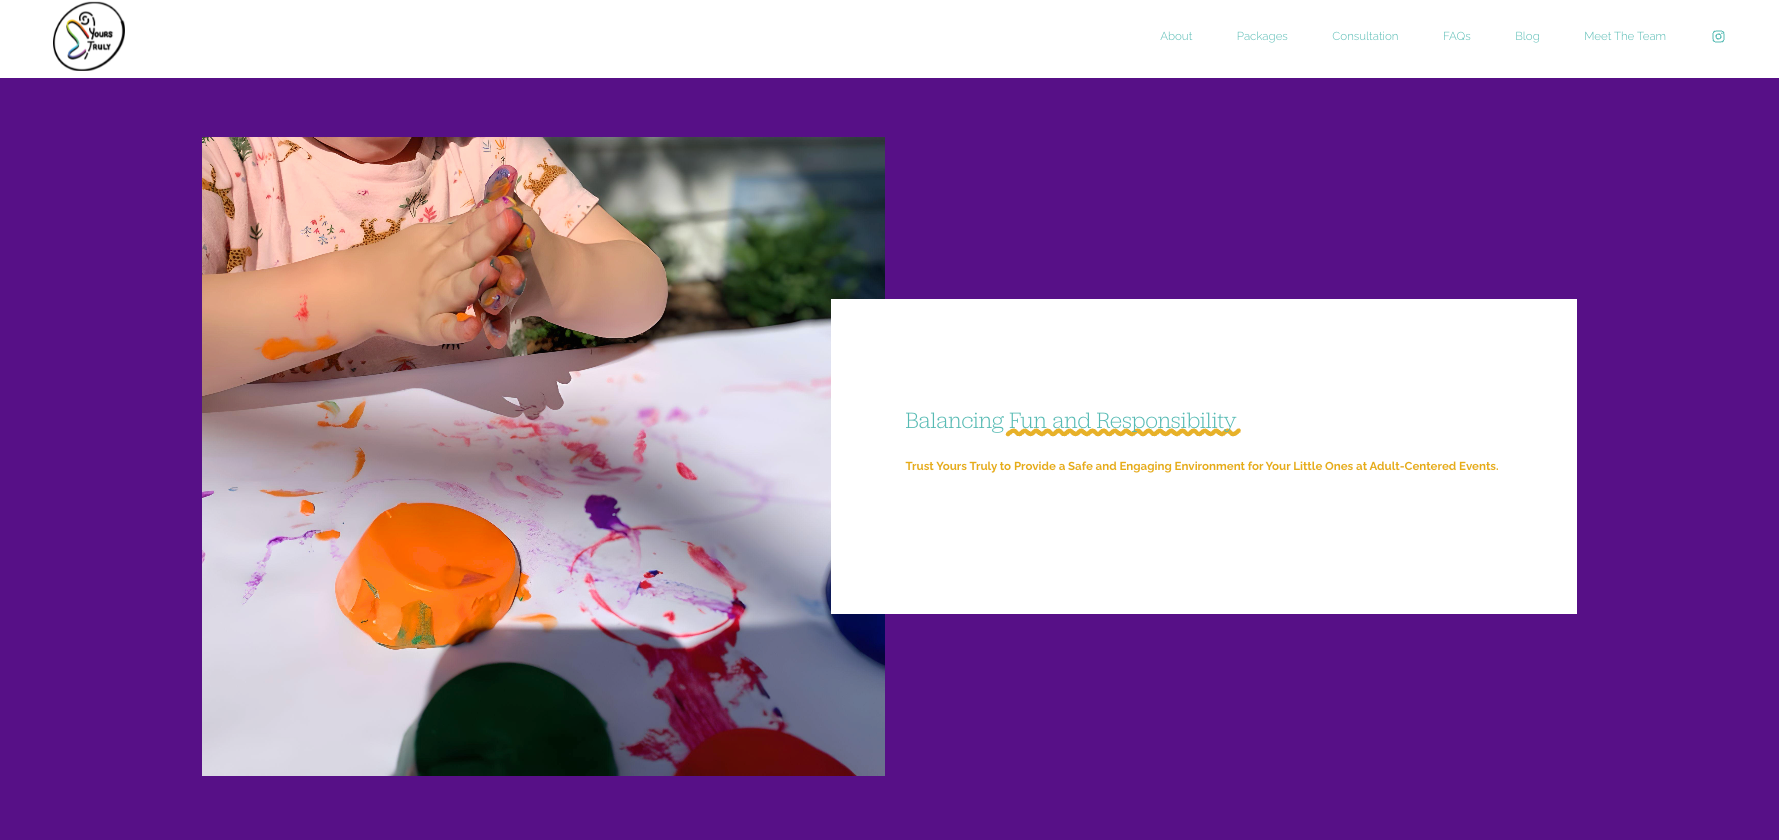 Yours
Truly
About
Packages
Consultation
FAQs
Blog
Meet The Team
Balancing Fun and Responsibility
Trust Yours Truly to Provide a Safe and Engaging Environment for Your Little Ones at Adult-Centered Events.